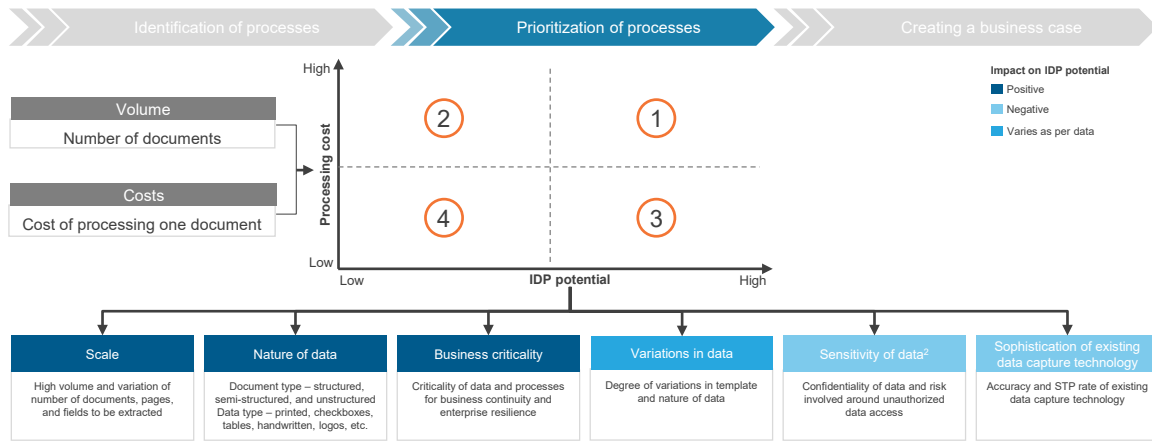 Identification of processes
Prioritization of processes
Creating a business case
High
Impact on IDP potential
Positive
Negative
Varies as per data
Volume
Number of documents
Costs
Cost of processing one document
Processing cost
2
1
4
3
Low
Low
IDP potential
High
Scale
High volume and variation of
number of documents, pages,
and fields to be extracted
Nature of data
Document type – structured,
semi-structured, and unstructured
Data type – printed, checkboxes,
tables, handwritten, logos, etc.
Business criticality
Criticality of data and processes
for business continuity and
enterprise resilience
Variations in data
Degree of variations in template
and nature of data
Sensitivity of data²
Confidentiality of data and risk
involved around unauthorized
data access
Sophistication of existing
data capture technology
Accuracy and STP rate of existing
data capture technology